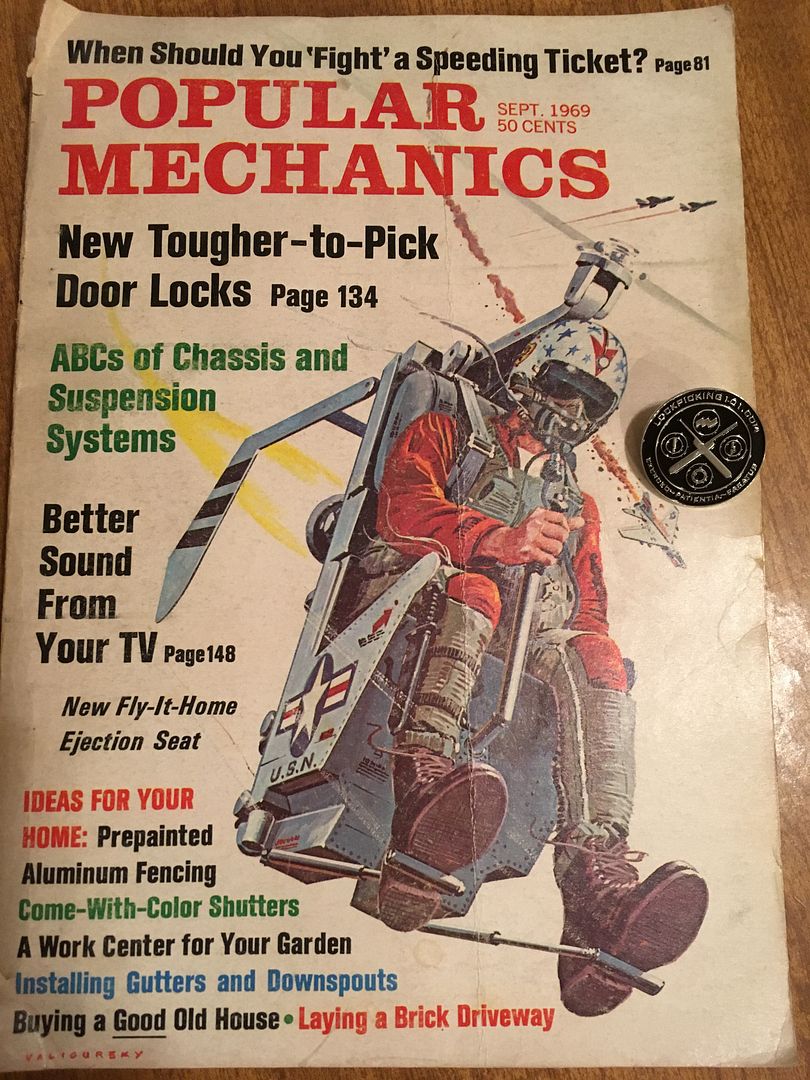 When Should You 'Fight' a Speeding Ticket? Page 81
POPULAR
MECHANICS
SEPT. 1969
50 CENTS
New Tougher-to-Pick
Door Locks Page 134
ABCs of Chassis and
Suspension
Systems
Better
Sound
From
Your TV Page 148
New Fly-It-Home
Ejection Seat
IDEAS FOR YOUR
HOME: Prepainted
Aluminum Fencing
Come-With-Color Shutters
A Work Center for Your Garden
Installing Gutters and Downspouts
Buying a Good Old House • Laying a Brick Driveway
VALIGURSKY
U.S.N.
LOCKPICKING101.COM